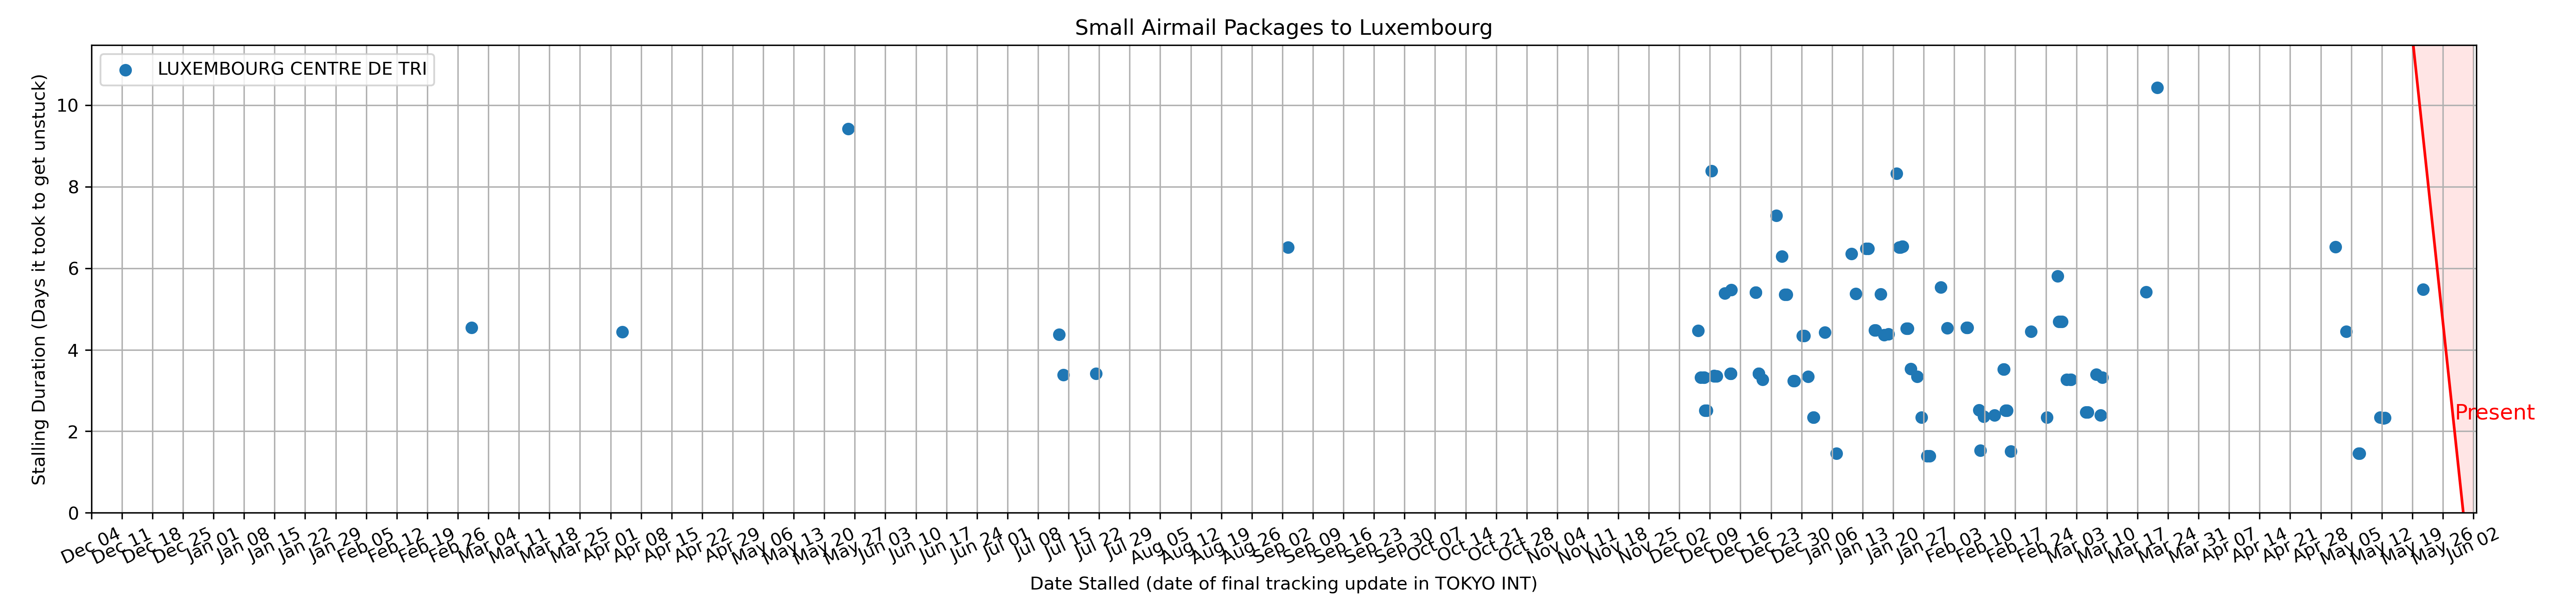 Small Airmail Packages to Luxembourg
LUXEMBOURG CENTRE DE TRI
Stalling Duration (Days it took to get unstuck)
10
8
6
4
2
0
Present
Dec 04 Dec 11 Dec 18 Dec 25 Jan 01 Jan 08 Jan 15 Jan 22 Jan 29 Feb 05 Feb 12 Feb 19 Feb 26 Mar 04 Mar 11 Mar 18 Mar 25 Apr 01 Apr 08 Apr 15 Apr 22 Apr 29 May 06 May 13 May 20 May 27 Jun 03 Jun 10 Jun 17 Jun 24 Jul 01 Jul 08 Jul 15 Jul 22 Jul 29 Aug 05 Aug 12 Aug 19 Aug 26 Sep 02 Sep 09 Sep 16 Sep 23 Sep 30 Oct 07 Oct 14 Oct 21 Oct 28 Nov 04 Nov 11 Nov 18 Nov 25 Dec 02 Dec 09 Dec 16 Dec 23 Dec 30 Jan 06 Jan 13 Jan 20 Jan 27 Feb 03 Feb 10 Feb 17 Feb 24 Mar 03 Mar 10 Mar 17 Mar 24 Mar 31 Apr 07 Apr 14 Apr 21 Apr 28 May 05 May 12 May 19 May 26 Jun 02
Date Stalled (date of final tracking update in TOKYO INT)